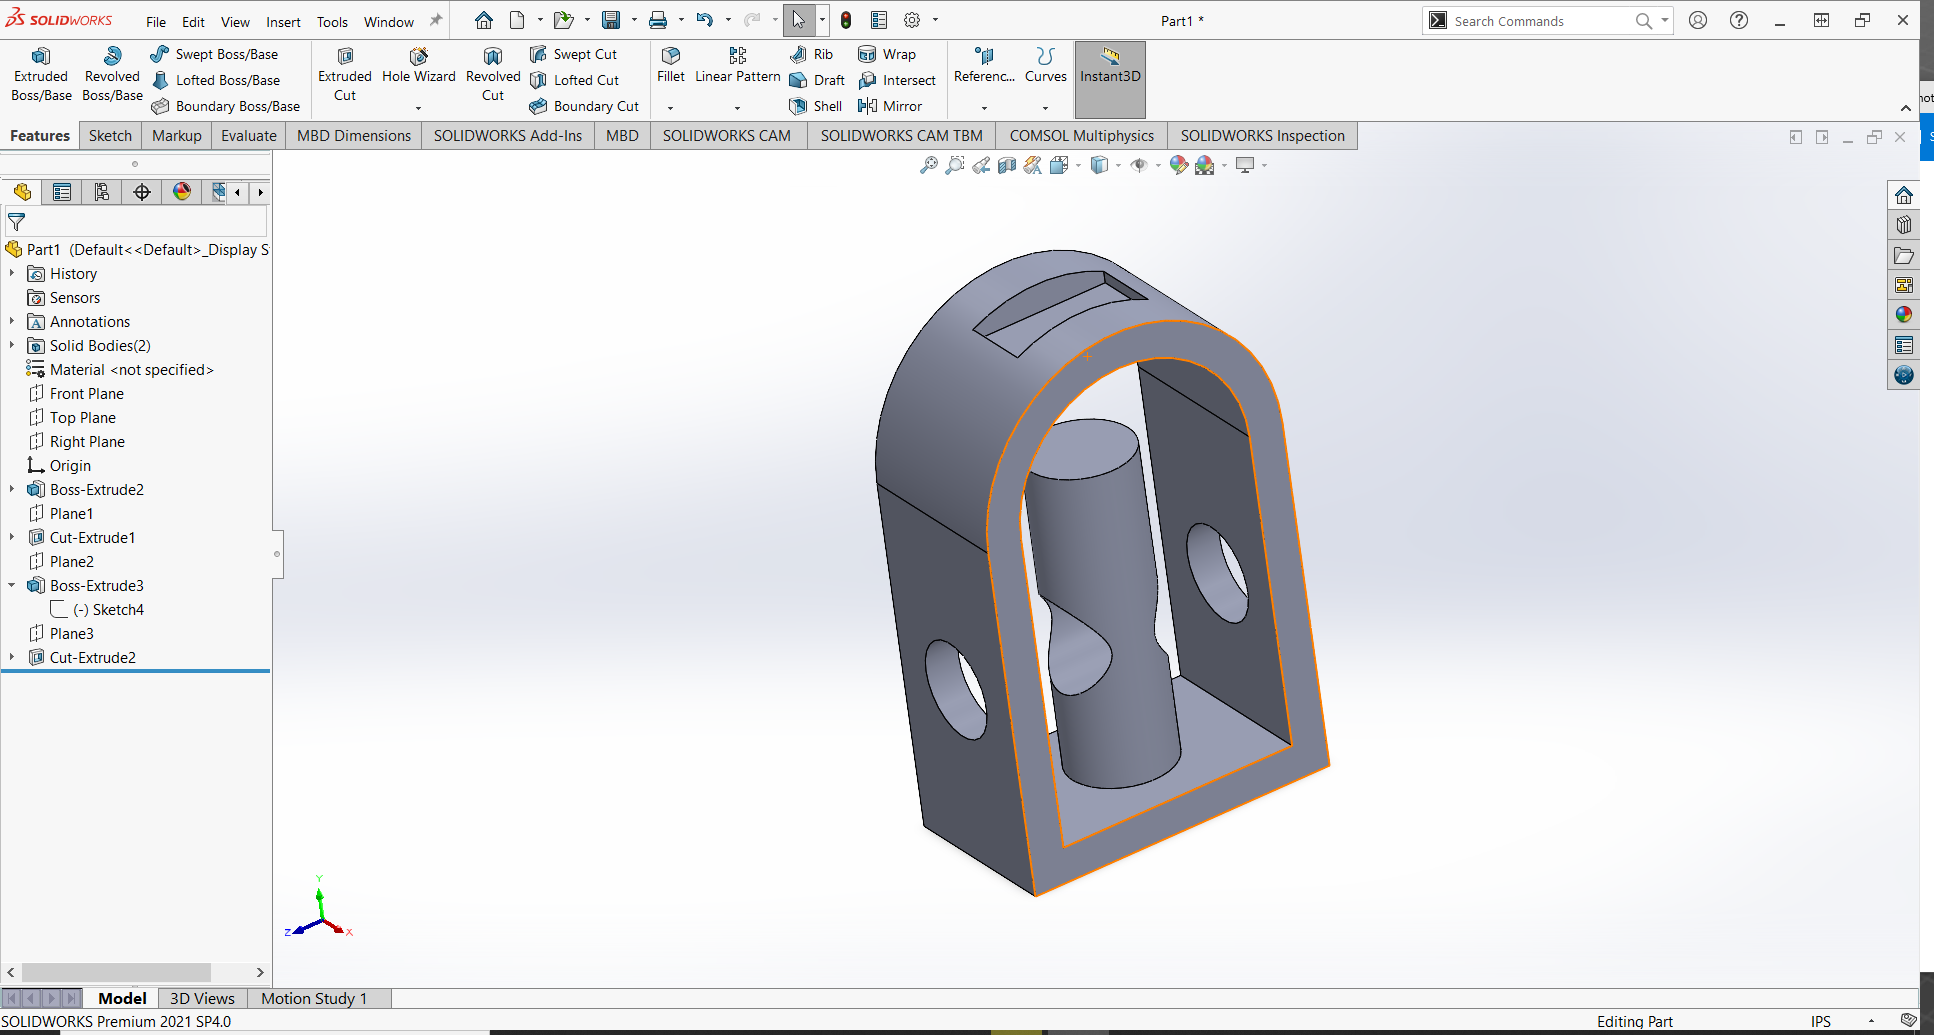 SOLIDWORKS File Edit View Insert Tools Window Part1 * Search Commands
Extruded Boss/Base
Revolved Boss/Base
Swept Boss/Base
Lofted Boss/Base
Boundary Boss/Base
Extruded Cut
Hole Wizard
Revolved Cut
Swept Cut
Lofted Cut
Boundary Cut
Fillet
Linear Pattern
Rib
Draft
Shell
Wrap
Intersect
Mirror
Referenc...
Curves
Instant3D
Features Sketch Markup Evaluate MBD Dimensions SOLIDWORKS Add-Ins MBD SOLIDWORKS CAM SOLIDWORKS CAM TBM COMSOL Multiphysics SOLIDWORKS Inspection
Part1 (Default<<Default>_Display S
History
Sensors
Annotations
Solid Bodies(2)
Material <not specified>
Front Plane
Top Plane
Right Plane
Origin
Boss-Extrude2
Plane1
Cut-Extrude1
Plane2
Boss-Extrude3
(-) Sketch4
Plane3
Cut-Extrude2
Y
Z
X
Model 3D Views Motion Study 1
SOLIDWORKS Premium 2021 SP4.0 Editing Part IPS